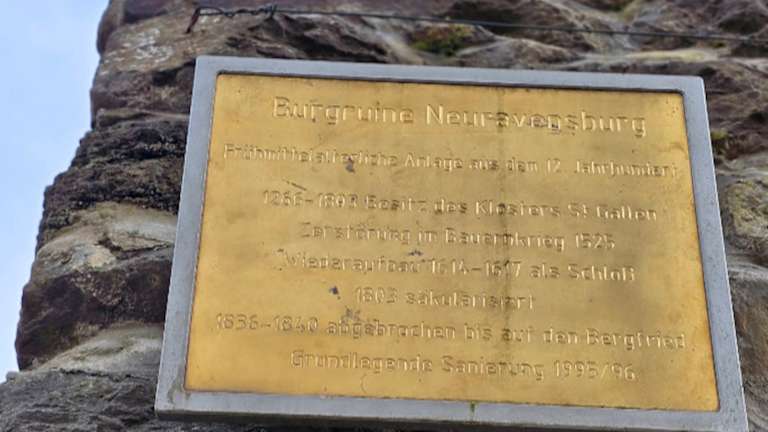 Burgruine Neuravensburg
Frühmittelalterliche Anlage aus dem 12. Jahrhundert
1266-1803 Besitz des Klosters St Gallen
Zerstörung im Bauernkrieg 1525
"Wiederaufbau" 1614-1617 als Schloß
1803 säkularisiert
1836-1840 abgebrochen bis auf den Bergfried
Grundlegende Sanierung 1995/96